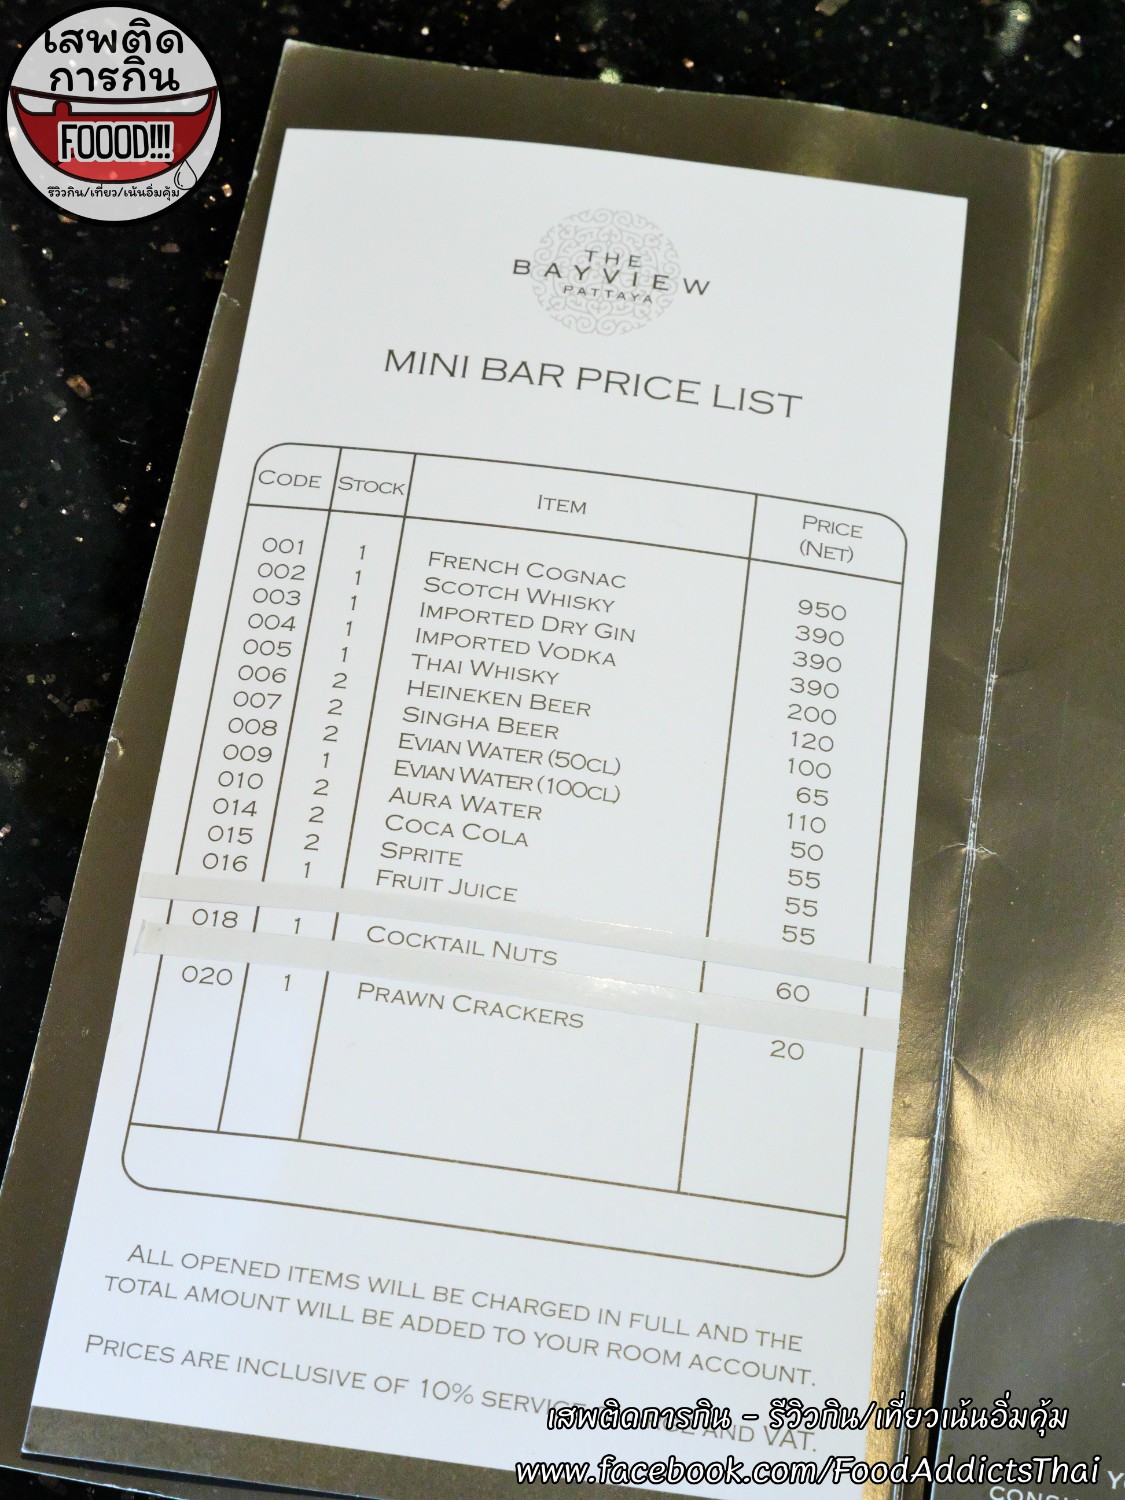 เสพติด
การกิน
FOOOD!!!
รีวิวกิน/เที่ยว/เน้นอิ่มคุ้ม
THE
BAYVIEW
PATTAYA
MINI BAR PRICE LIST
CODE STOCK ITEM PRICE (NET)
001 1 FRENCH COGNAC 950
002 1 SCOTCH WHISKY 390
003 1 IMPORTED DRY GIN 390
004 1 IMPORTED VODKA 390
005 1 THAI WHISKY 200
006 2 HEINEKEN BEER 120
007 2 SINGHA BEER 100
008 2 EVIAN WATER (50CL) 65
009 1 EVIAN WATER (100CL) 110
010 2 AURA WATER 50
014 2 COCA COLA 55
015 2 SPRITE 55
016 1 FRUIT JUICE 55
018 1 COCKTAIL NUTS 60
020 1 PRAWN CRACKERS 20
ALL OPENED ITEMS WILL BE CHARGED IN FULL AND THE
TOTAL AMOUNT WILL BE ADDED TO YOUR ROOM ACCOUNT.
PRICES ARE INCLUSIVE OF 10% SERVICE AND VAT.
เสพติดการกิน - รีวิวกิน/เที่ยวเน้นอิ่มคุ้ม
www.facebook.com/FoodAddictsThai